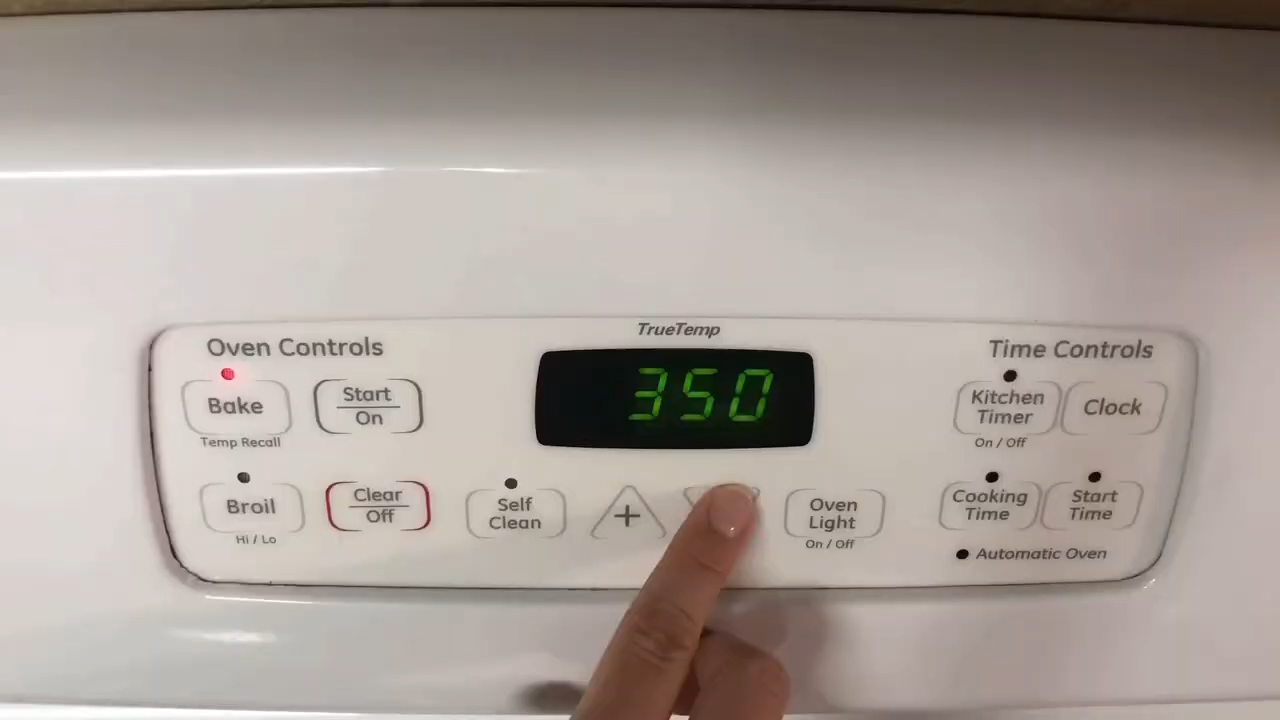 TrueTemp
Oven Controls
350
Time Controls
Bake
Temp Recall
Start
On
Kitchen
Timer
On / Off
Clock
Broil
Hi / Lo
Clear
Off
Self
Clean
+
Oven
Light
On / Off
Cooking
Time
Start
Time
Automatic Oven